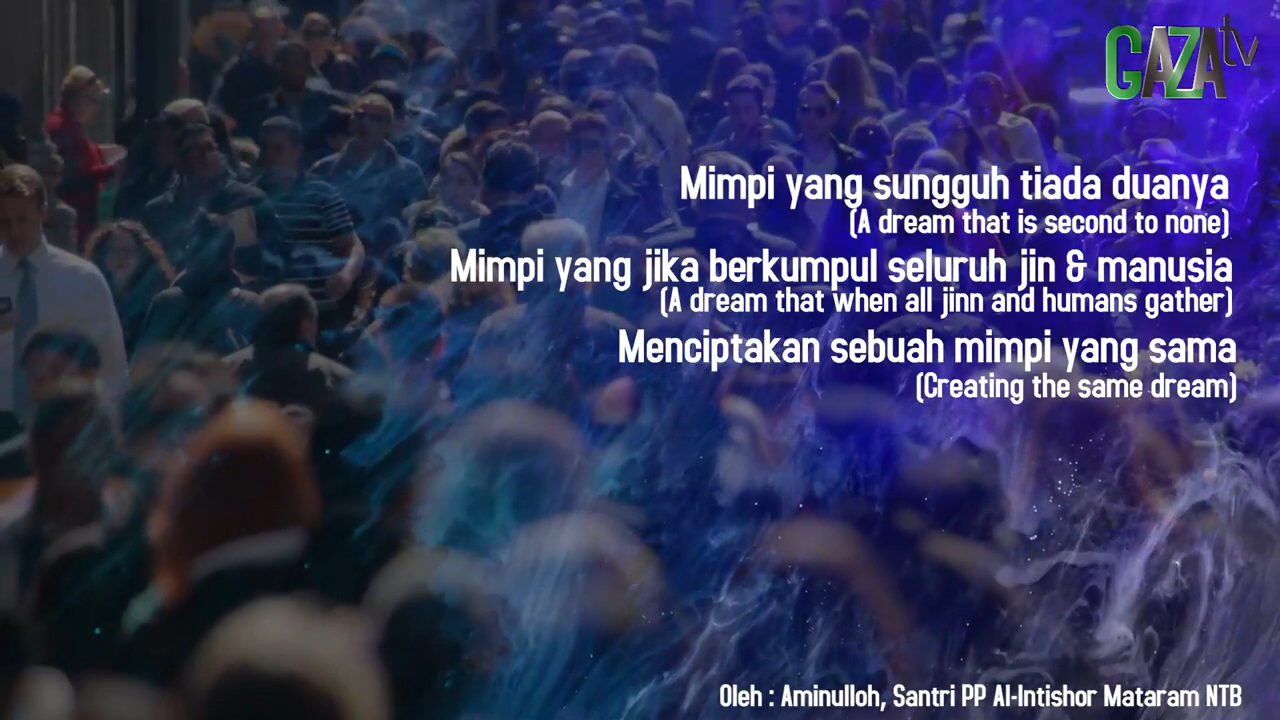 GAZAtv
Mimpi yang sungguh tiada duanya
(A dream that is second to none)
Mimpi yang jika berkumpul seluruh jin & manusia
(A dream that when all jinn and humans gather)
Menciptakan sebuah mimpi yang sama
(Creating the same dream)
Oleh : Aminulloh, Santri PP Al-Intishor Mataram NTB